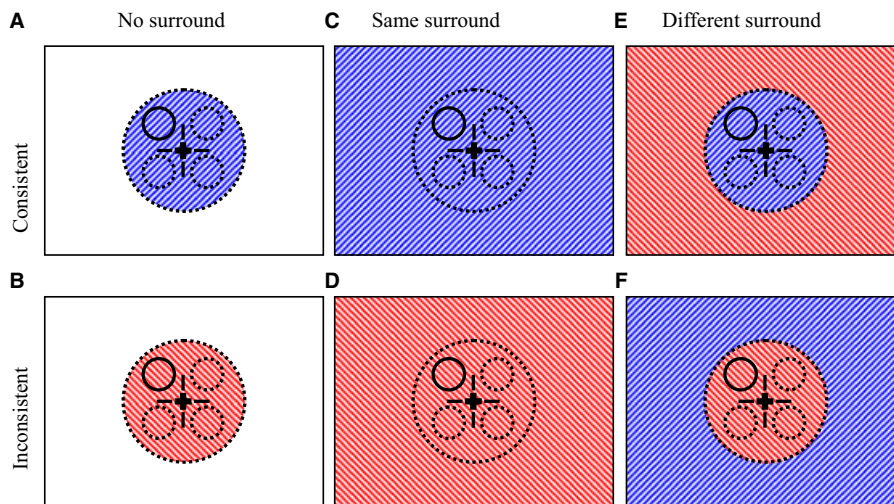 A No surround C Same surround E Different surround
Consistent
B D F
Inconsistent